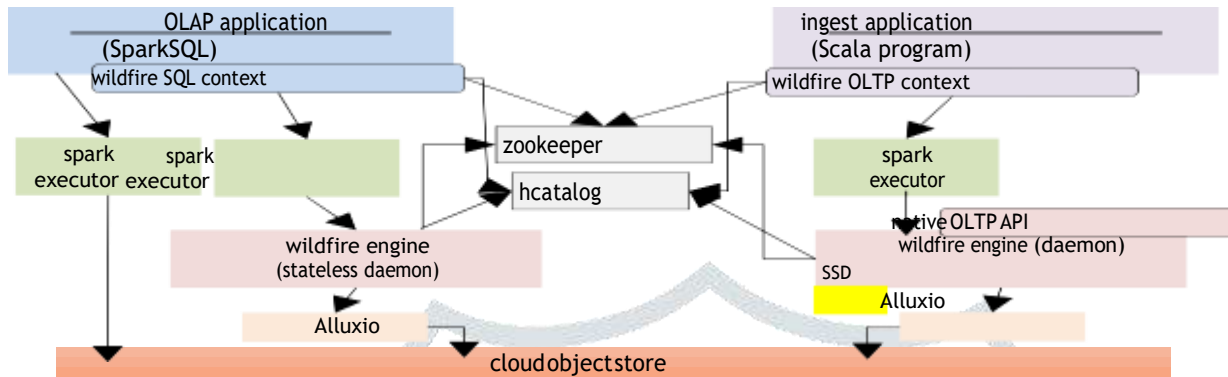 OLAP application
(SparkSQL)
wildfire SQL context
ingest application
(Scala program)
wildfire OLTP context
zookeeper
hcatalog
spark
executor
spark
executor
spark
executor
native OLTP API
wildfire engine
(stateless daemon)
wildfire engine (daemon)
SSD
Alluxio
Alluxio
cloudobjectstore